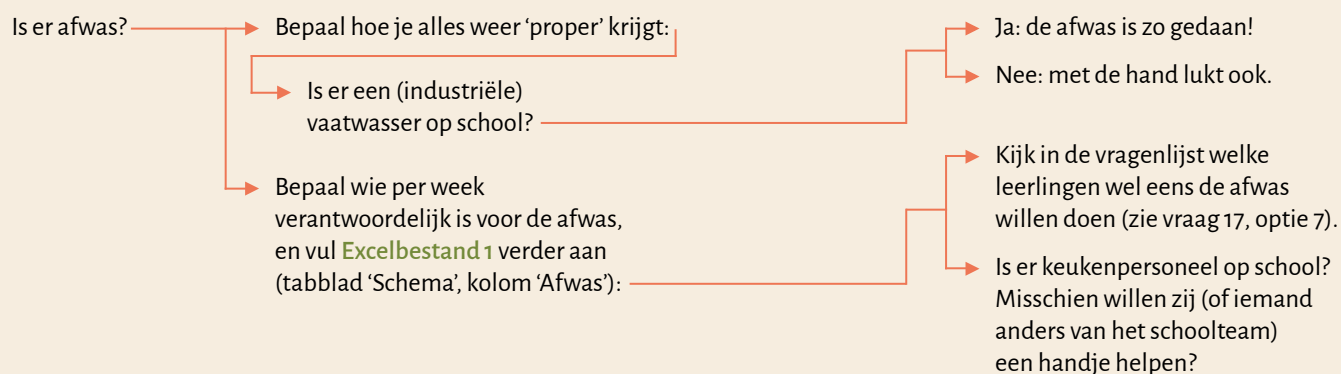 Is er afwas?
Bepaal hoe je alles weer ‘proper’ krijgt:
Is er een (industriële)
vaatwasser op school?
Ja: de afwas is zo gedaan!
Nee: met de hand lukt ook.
Bepaal wie per week
verantwoordelijk is voor de afwas,
en vul Excelbestand 1 verder aan
(tabblad ‘Schema’, kolom ‘Afwas’):
Kijk in de vragenlijst welke
leerlingen wel eens de afwas
willen doen (zie vraag 17, optie 7).
Is er keukenpersoneel op school?
Misschien willen zij (of iemand
anders van het schoolteam)
een handje helpen?